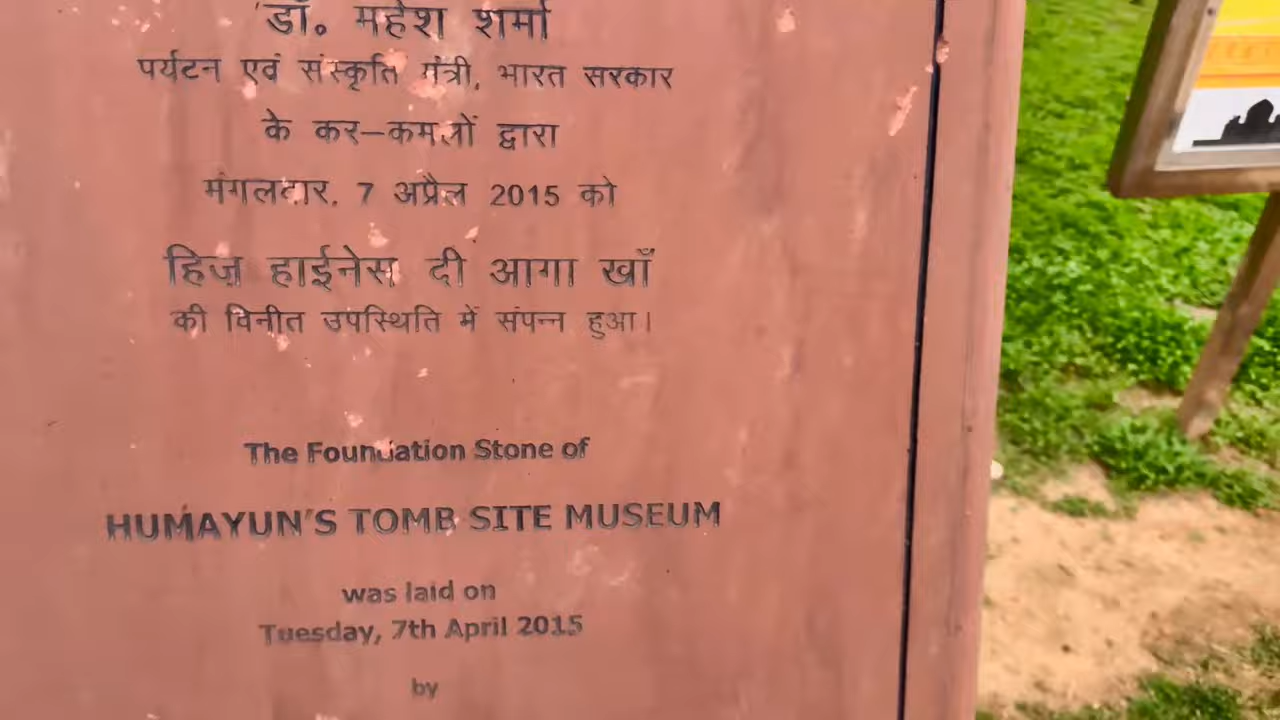 डॉ० महेश शर्मा
पर्यटन एवं संस्कृति मंत्री, भारत सरकार
के कर-कमलों द्वारा
मंगलवार, 7 अप्रैल 2015 को
हिज़ हाईनेस दी आगा खाँ
की विनीत उपस्थिति में संपन्न हुआ।
The Foundation Stone of
HUMAYUN'S TOMB SITE MUSEUM
was laid on
Tuesday, 7th April 2015
by